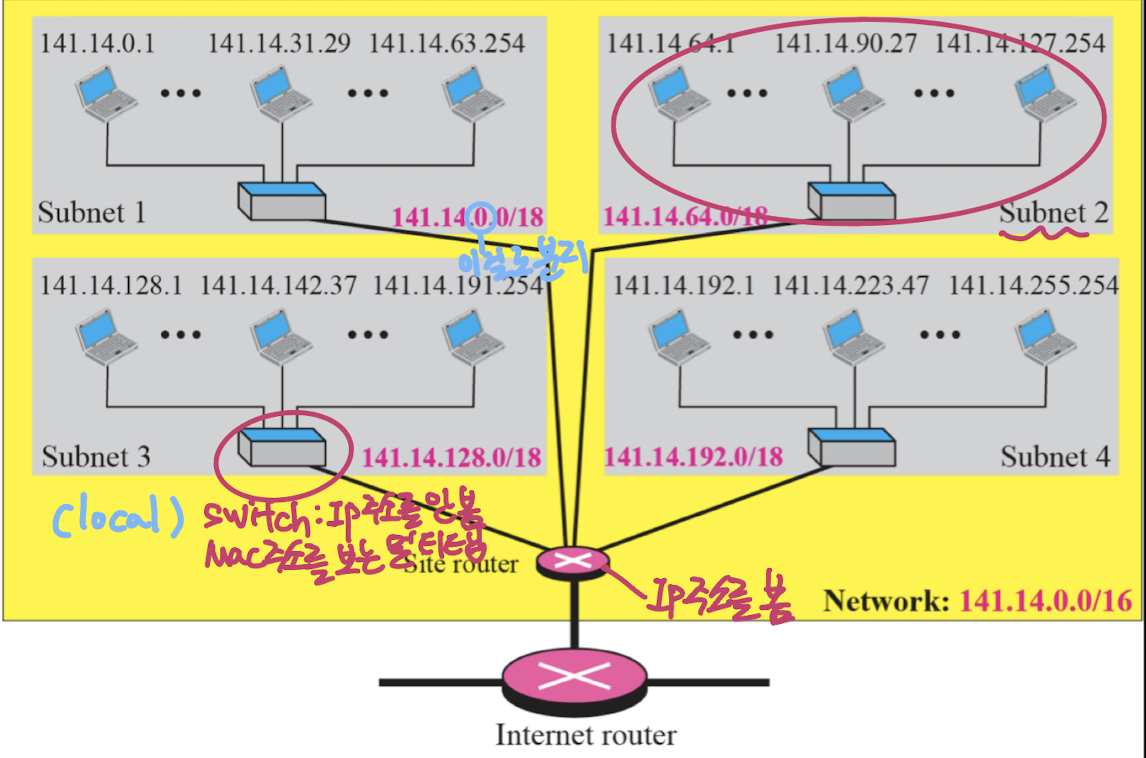 141.14.0.1 141.14.31.29 141.14.63.254
Subnet 1 141.14.0.0/18
141.14.64.1 141.14.90.27 141.14.127.254
141.14.64.0/18 Subnet 2
이걸로 분리
141.14.128.1 141.14.142.37 141.14.191.254
Subnet 3 141.14.128.0/18
141.14.192.1 141.14.223.47 141.14.255.254
141.14.192.0/18 Subnet 4
(local) switch: IP주소를 안봄
Mac주소를 보는
Site router
IP주소를 봄
Network: 141.14.0.0/16
Internet router